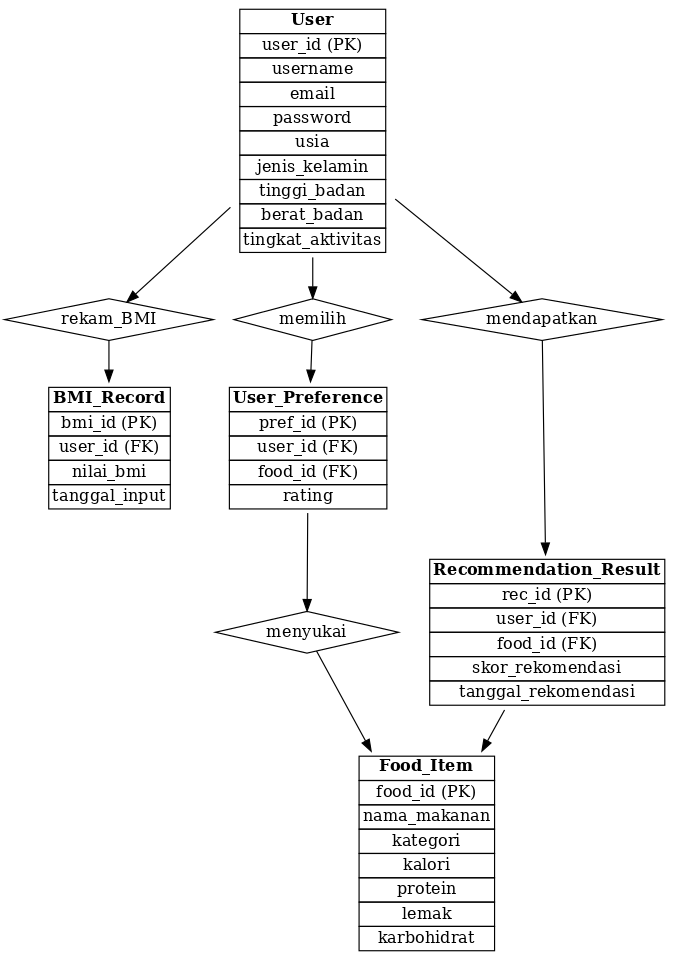 User
user_id (PK)
username
email
password
usia
jenis_kelamin
tinggi_badan
berat_badan
tingkat_aktivitas
rekam_BMI
memilih
mendapatkan
BMI_Record
bmi_id (PK)
user_id (FK)
nilai_bmi
tanggal_input
User_Preference
pref_id (PK)
user_id (FK)
food_id (FK)
rating
Recommendation_Result
rec_id (PK)
user_id (FK)
food_id (FK)
skor_rekomendasi
tanggal_rekomendasi
menyukai
Food_Item
food_id (PK)
nama_makanan
kategori
kalori
protein
lemak
karbohidrat